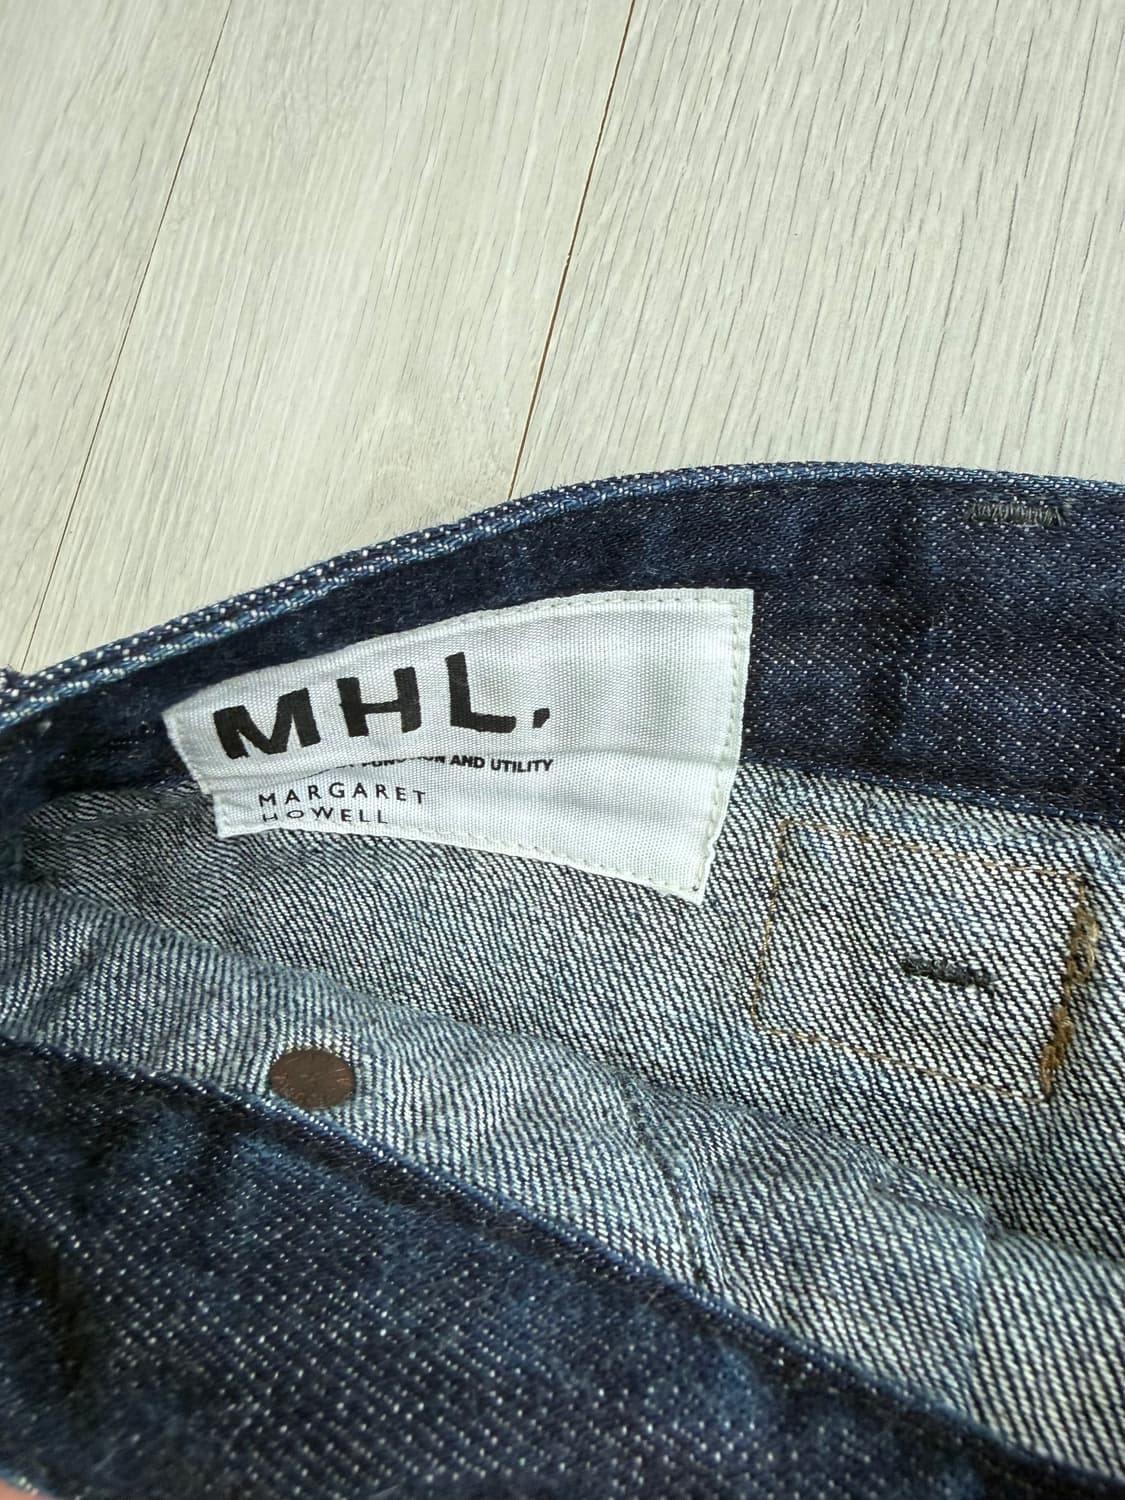 MHL.
AND UTILITY
MARGARET
HOWELL